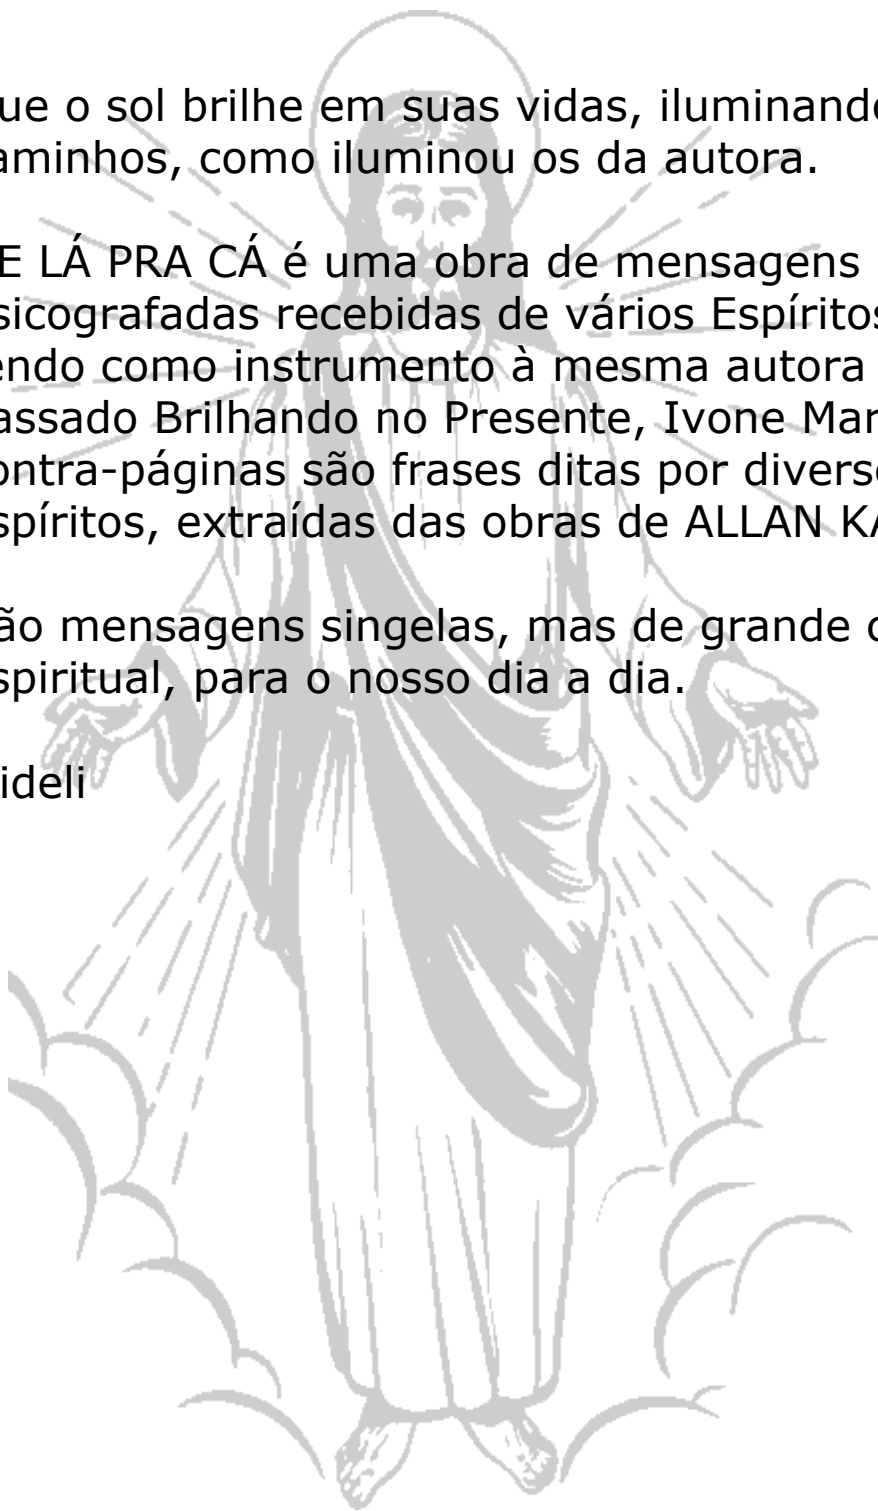 ue o sol brilhe em suas vidas, iluminando
aminhos, como iluminou os da autora.
E LÁ PRA CÁ é uma obra de mensagens
sicografadas recebidas de vários Espíritos
endo como instrumento à mesma autora
assado Brilhando no Presente, Ivone Mar
ontra-páginas são frases ditas por divers
spíritos, extraídas das obras de ALLAN KA
ão mensagens singelas, mas de grande
spiritual, para o nosso dia a dia.
ideli